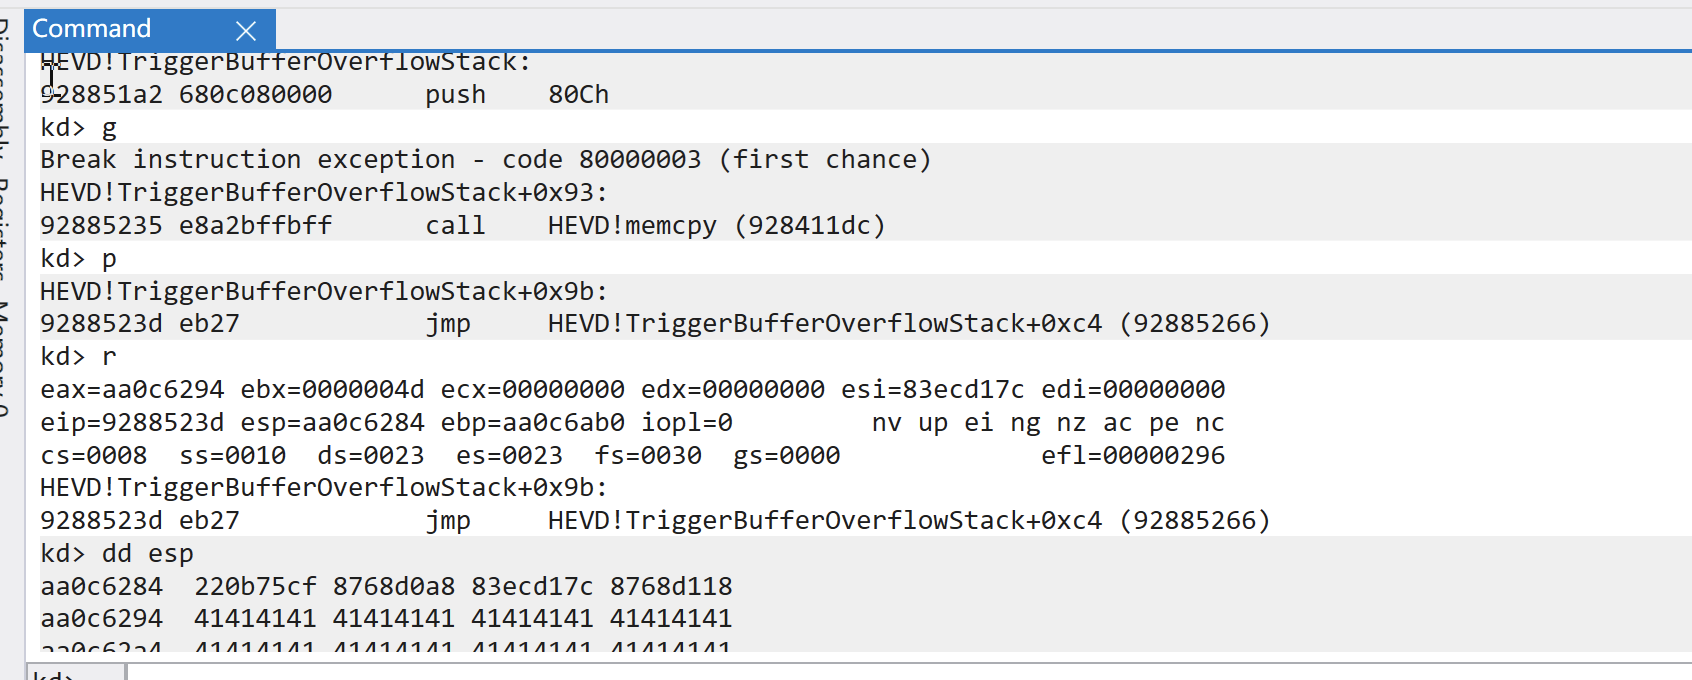 Command
HEVD!TriggerBufferOverflowStack:
928851a2 680c080000      push    80Ch
kd> g
Break instruction exception - code 80000003 (first chance)
HEVD!TriggerBufferOverflowStack+0x93:
92885235 e8a2bffbff      call    HEVD!memcpy (928411dc)
kd> p
HEVD!TriggerBufferOverflowStack+0x9b:
9288523d eb27            jmp     HEVD!TriggerBufferOverflowStack+0xc4 (92885266)
kd> r
eax=aa0c6294 ebx=0000004d ecx=00000000 edx=00000000 esi=83ecd17c edi=00000000
eip=9288523d esp=aa0c6284 ebp=aa0c6ab0 iopl=0         nv up ei ng nz ac pe nc
cs=0008  ss=0010  ds=0023  es=0023  fs=0030  gs=0000             efl=00000296
HEVD!TriggerBufferOverflowStack+0x9b:
9288523d eb27            jmp     HEVD!TriggerBufferOverflowStack+0xc4 (92885266)
kd> dd esp
aa0c6284  220b75cf 8768d0a8 83ecd17c 8768d118
aa0c6294  41414141 41414141 41414141 41414141
aa0c62a4  41414141 41414141 41414141 41414141
kd>
Disassembly
Registers
Memory 0